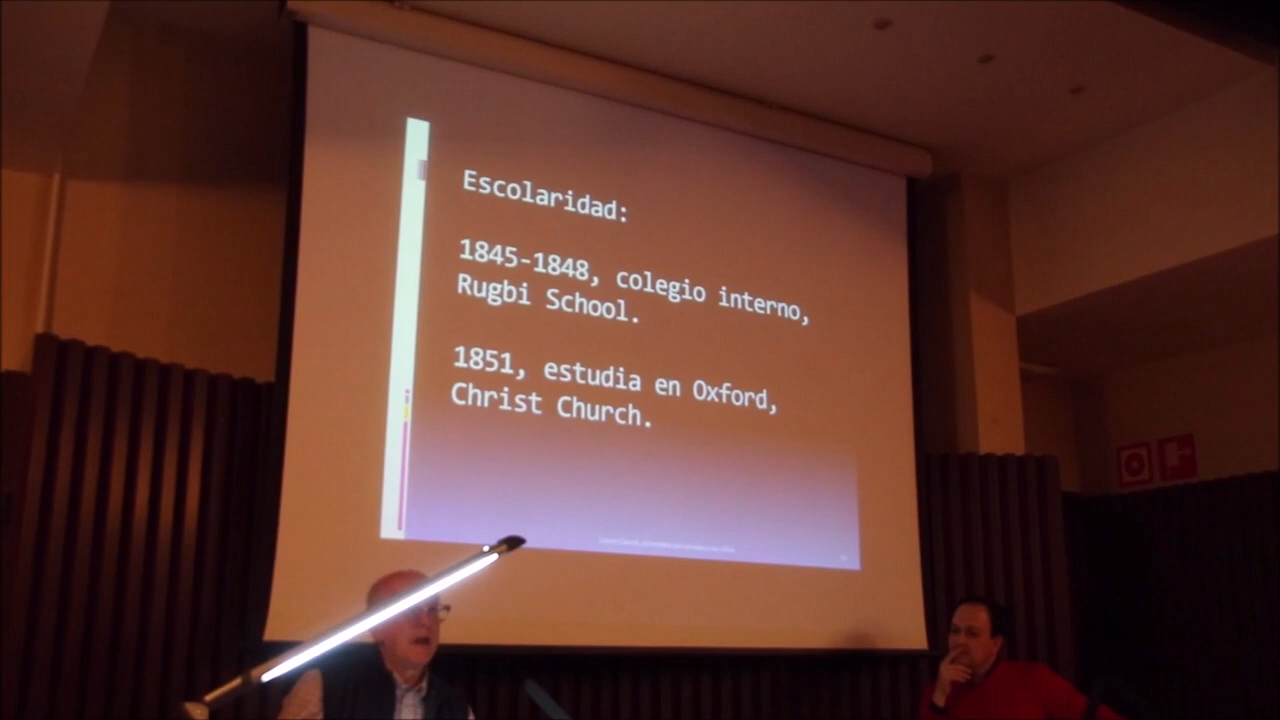 Escolaridad:
1845-1848, colegio interno,
Rugbi School.
1851, estudia en Oxford,
Christ Church.